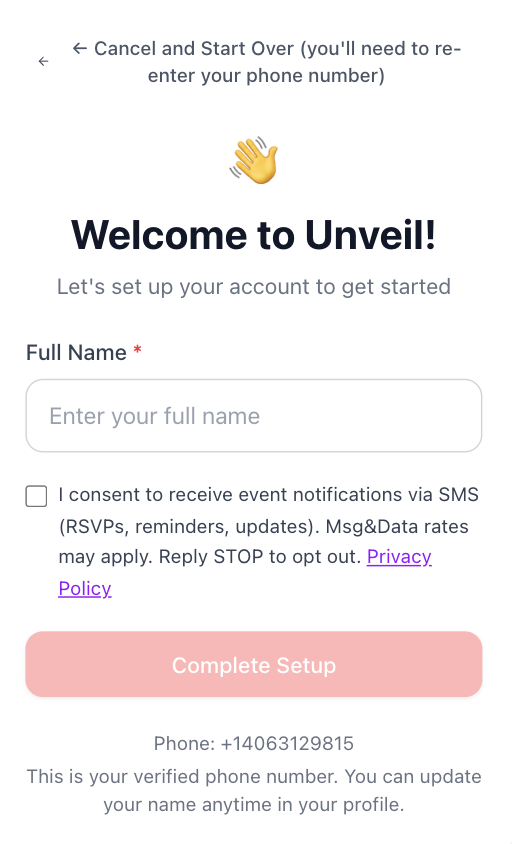 ← ← Cancel and Start Over (you'll need to re-
enter your phone number)
👋
Welcome to Unveil!
Let's set up your account to get started
Full Name *
Enter your full name
I consent to receive event notifications via SMS
(RSVPs, reminders, updates). Msg&Data rates
may apply. Reply STOP to opt out. Privacy
Policy
Complete Setup
Phone: +14063129815
This is your verified phone number. You can update
your name anytime in your profile.